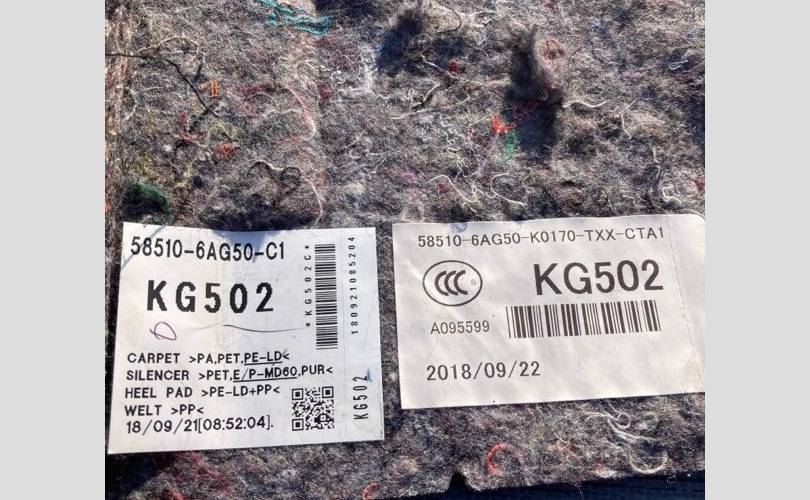 58510-6AG50-C1
KG502
*KG502C*
180921085204
CARPET >PA,PET,PE-LD<
SILENCER >PET,E/P-MD60,PUR<
HEEL PAD >PE-LD+PP<
WELT >PP<
18/09/21[08:52:04].
KG502
58510-6AG50-K0170-TXX-CTA1
CCC S
KG502
A095599
2018/09/22